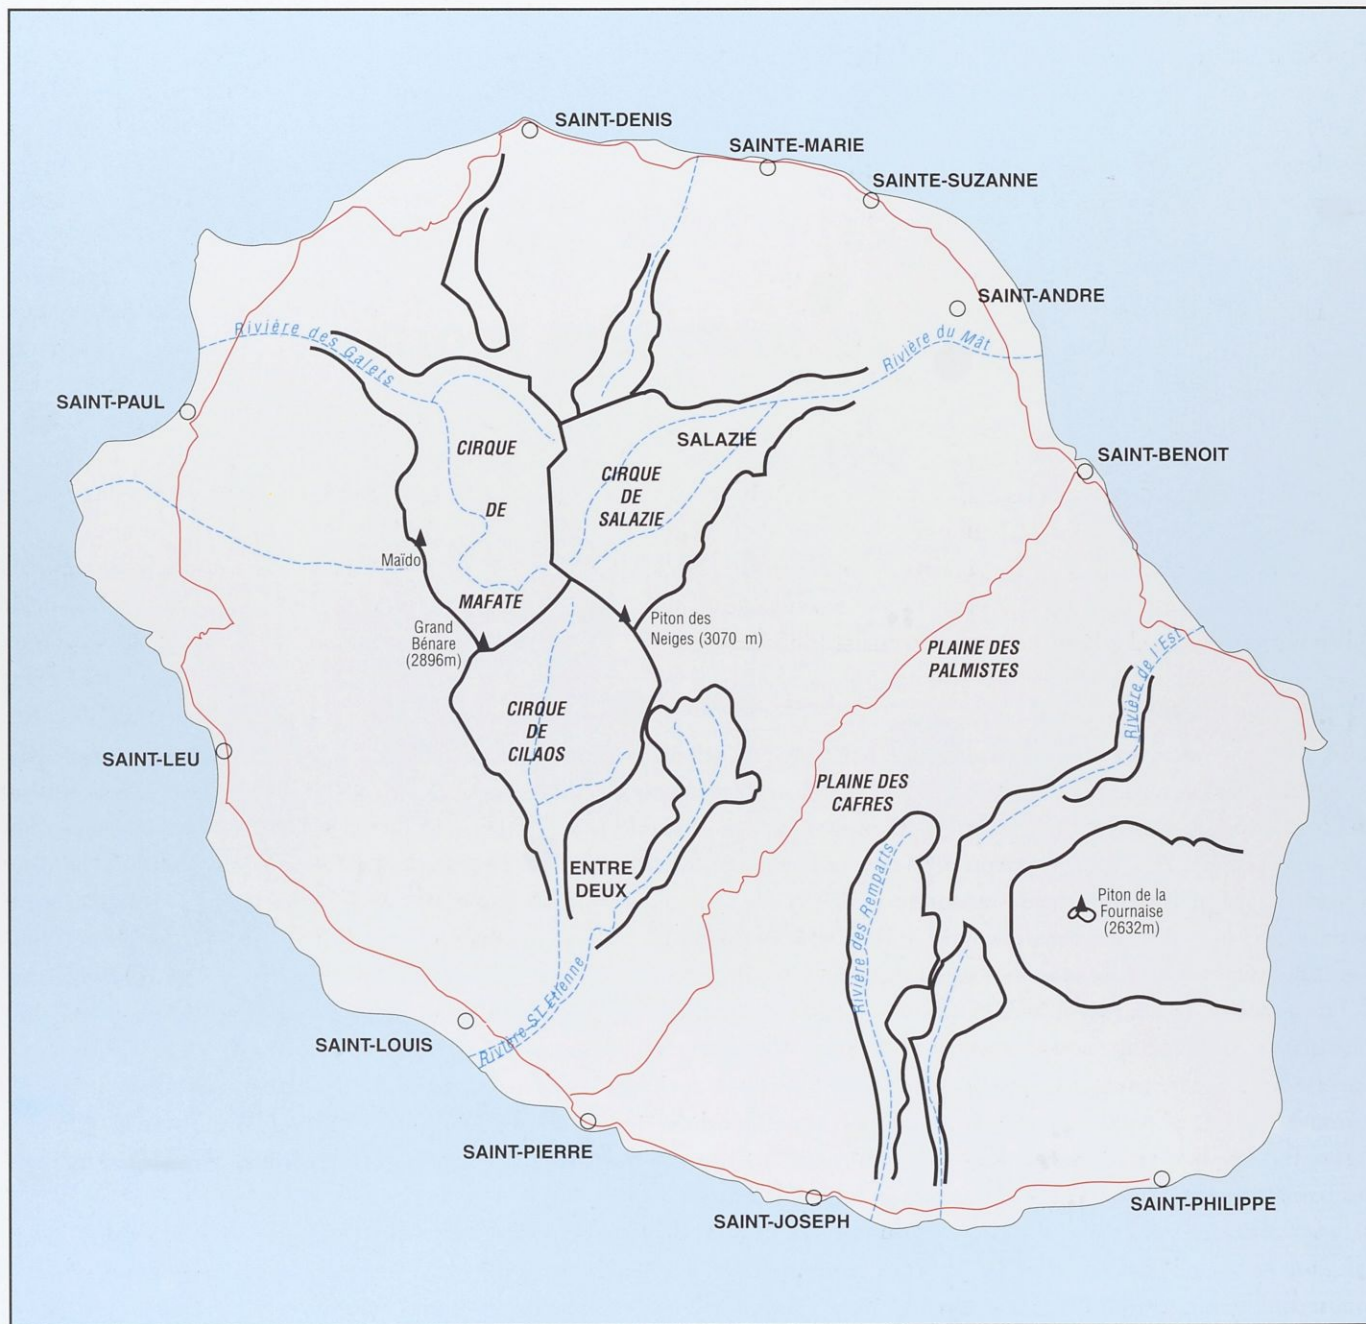 SAINT-DENIS
SAINTE-MARIE
SAINTE-SUZANNE
SAINT-ANDRE
Rivière des Galets
Rivière du Mât
SAINT-PAUL
CIRQUE
DE
MAFATE
SALAZIE
CIRQUE
DE
SALAZIE
SAINT-BENOIT
Maïdo
Grand
Bénare
(2896m)
Piton des
Neiges (3070 m)
PLAINE DES
PALMISTES
Rivière de l'Est
CIRQUE
DE
CILAOS
SAINT-LEU
PLAINE DES
CAFRES
ENTRE
DEUX
Rivière des Remparts
Piton de la
Fournaise
(2632m)
Rivière ST. Etienne
SAINT-LOUIS
SAINT-PIERRE
SAINT-JOSEPH
SAINT-PHILIPPE